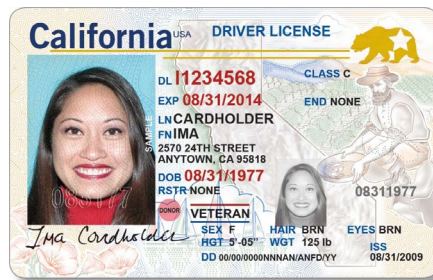 California USA DRIVER LICENSE
DL I1234568 CLASS C
EXP 08/31/2014 END NONE
LN CARDHOLDER
FN IMA
2570 24TH STREET
ANYTOWN, CA 95818
DOB 08/31/1977
RSTR NONE
08311977
SAMPLE
DONOR
VETERAN
SEX F HAIR BRN EYES BRN
HGT 5'-05" WGT 125 lb
ISS
DD 00/00/0000NNNAN/ANFD/YY 08/31/2009
Ima Cardholder